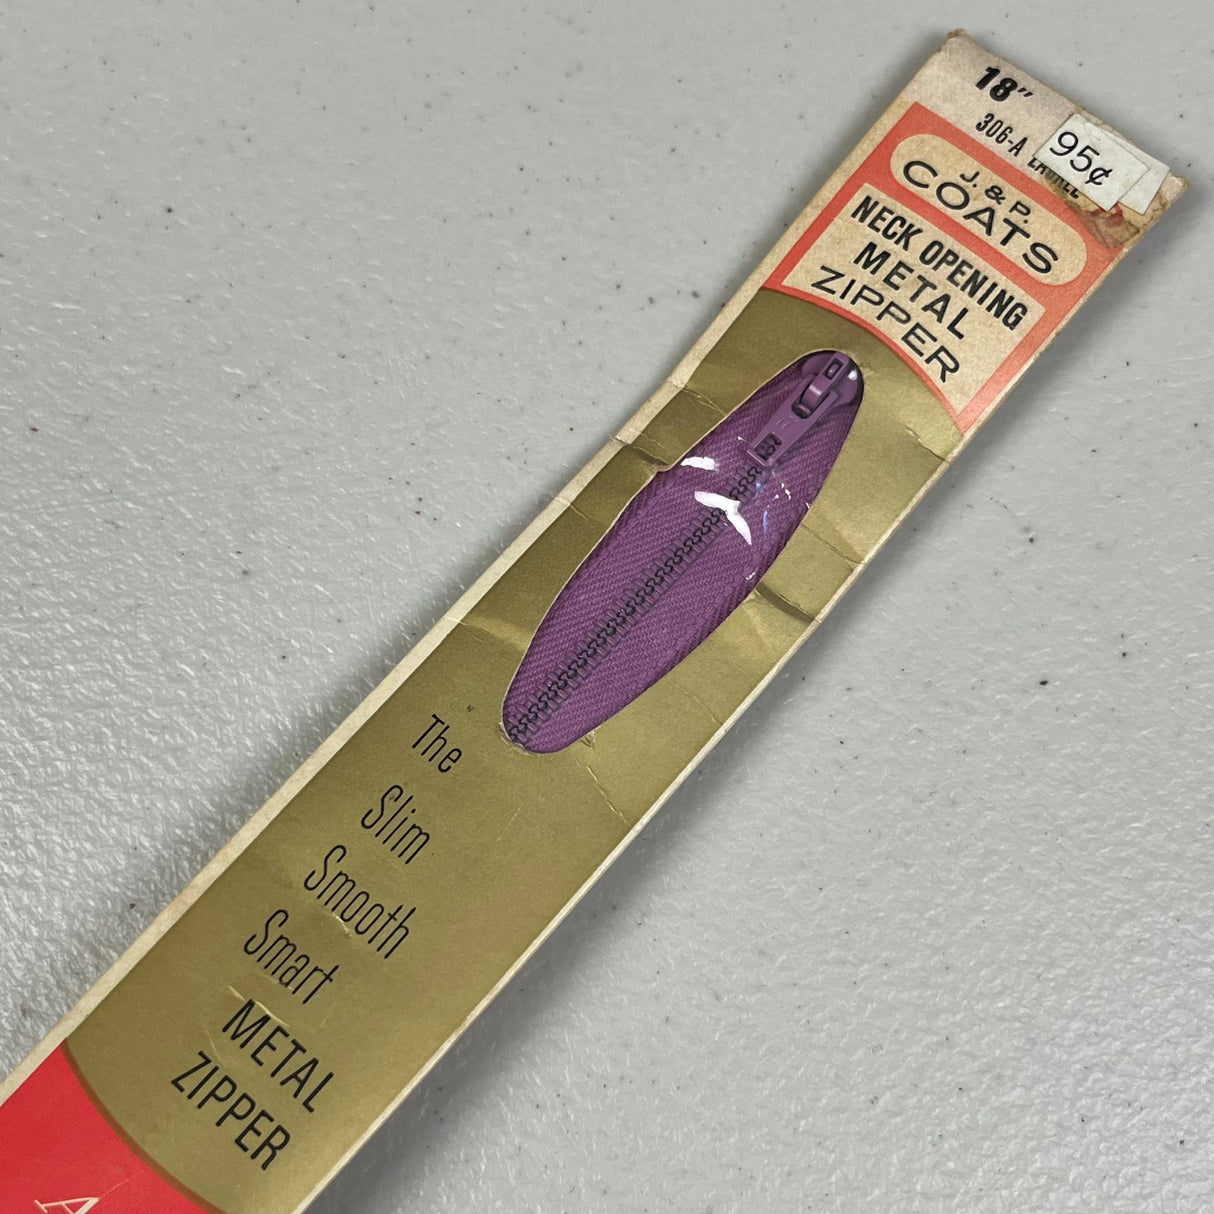 18"
306-A
95¢
J. & P.
COATS
NECK OPENING
METAL
ZIPPER
The
Slim
Smooth
Smart
METAL
ZIPPER
A